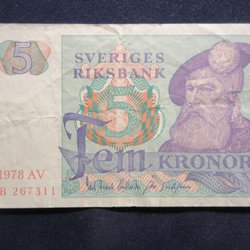 5
SVERIGES
RIKSBANK
5
1978 AV
B 267311
Fem KRONOR